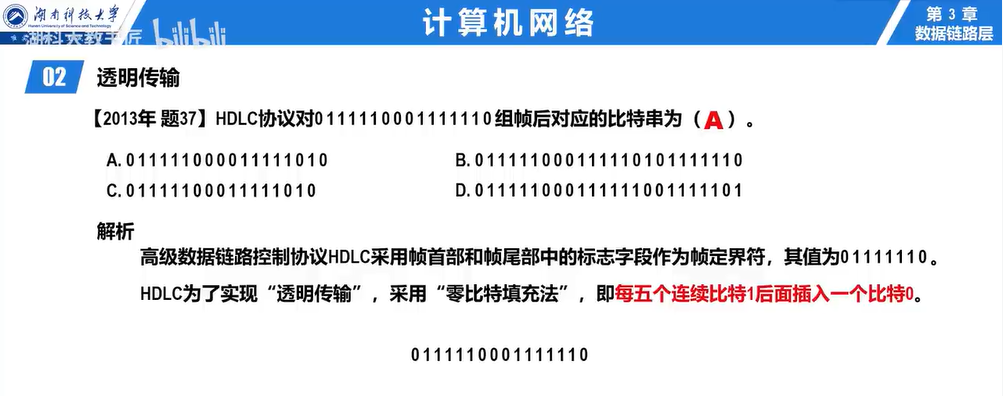 湖南科技大学
Hunan University of Science and Technology
计算机网络
第 3 章
数据链路层
湖科大教书匠 bilibili
02 透明传输
【2013年 题37】HDLC协议对0111110001111110组帧后对应的比特串为（A）。
A. 011111000011111010
B. 011111000111110101111110
C. 01111100011111010
D. 011111000111111001111101
解析
高级数据链路控制协议HDLC采用帧首部和帧尾部中的标志字段作为帧定界符，其值为01111110。
HDLC为了实现“透明传输”，采用“零比特填充法”，即每五个连续比特1后面插入一个比特0。
0111110001111110